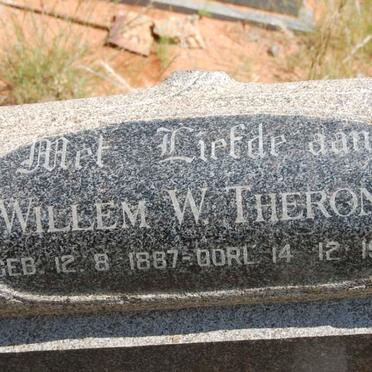 Met Liefde aan
WILLEM W. THERON
GEB. 12 8 1887-OORL 14 12 19